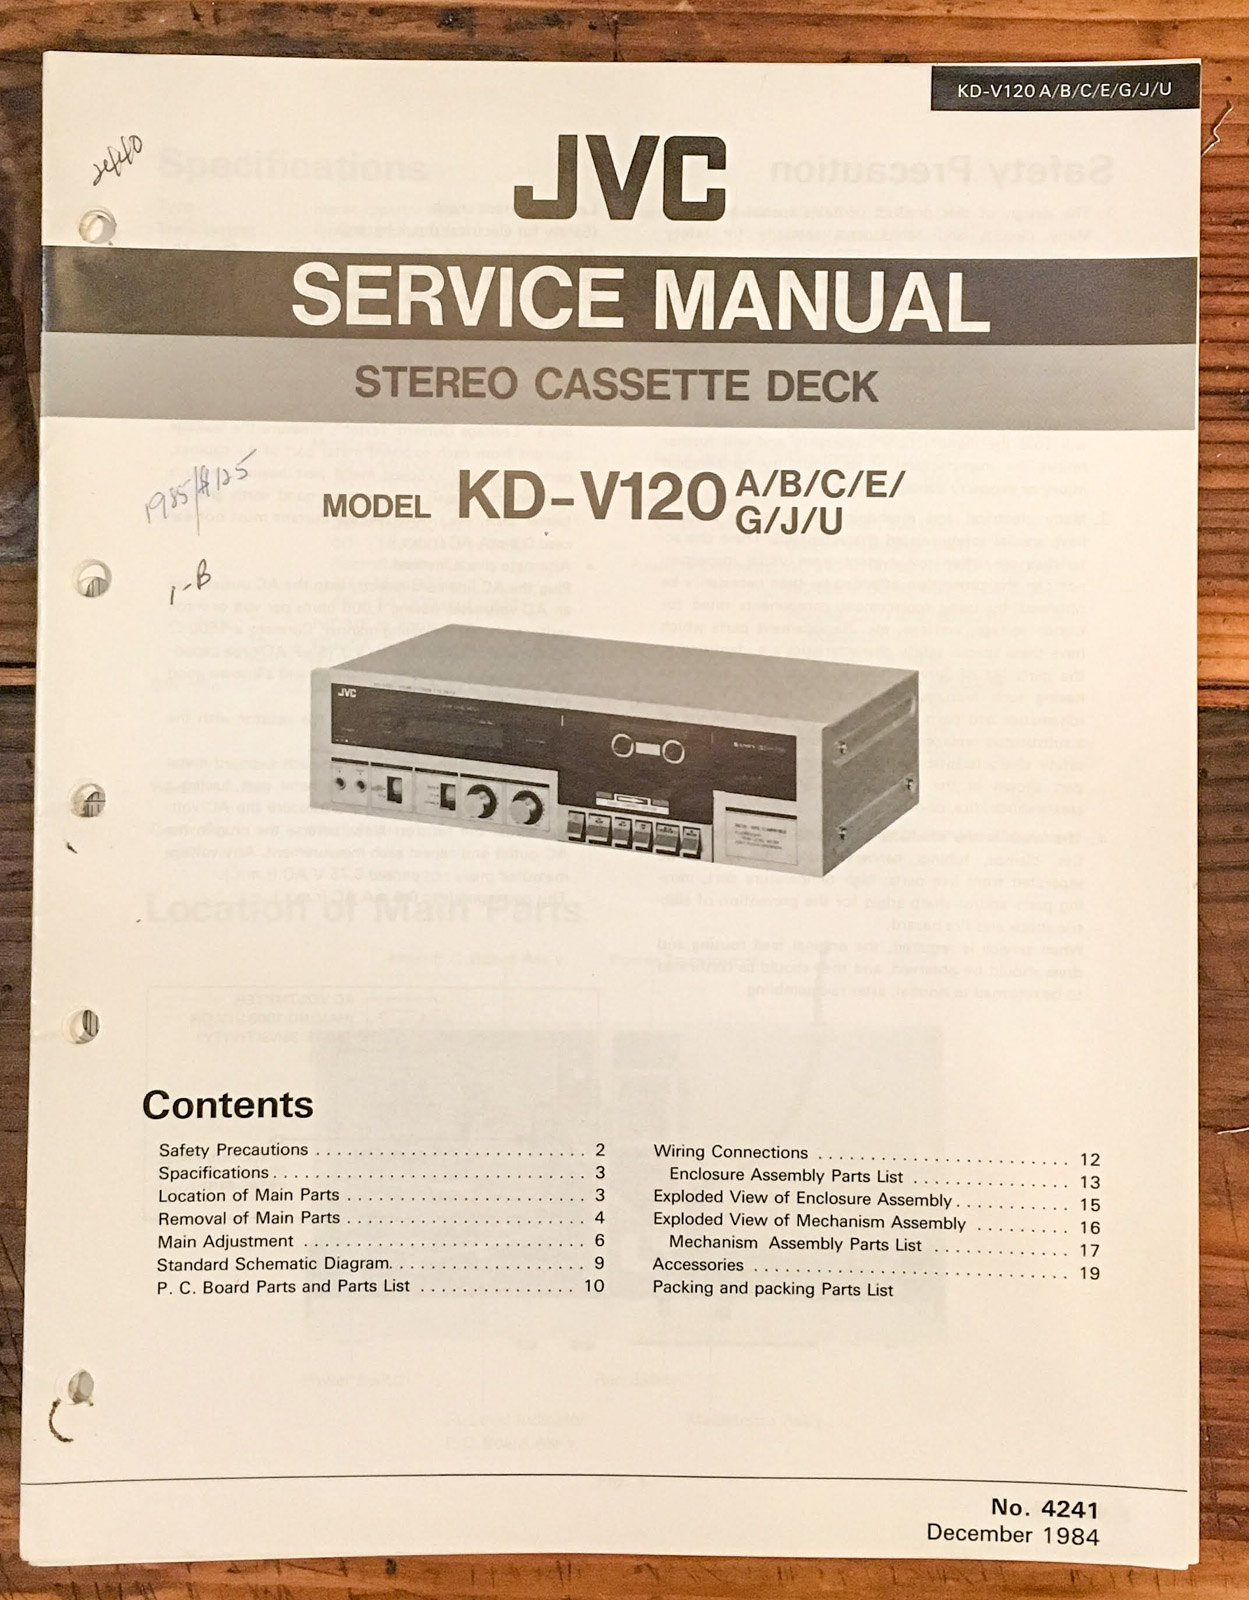 KD-V120 A/B/C/E/G/J/U
JVC
SERVICE MANUAL
STEREO CASSETTE DECK
MODEL KD-V120 A/B/C/E/
G/J/U
1985/$125
1-B
JVC
Contents
Safety Precautions . . . . . . . . . . . . . . . . . . . . . . . . . . 2
Spacifications . . . . . . . . . . . . . . . . . . . . . . . . . . . . . . 3
Location of Main Parts . . . . . . . . . . . . . . . . . . . . . . . 3
Removal of Main Parts . . . . . . . . . . . . . . . . . . . . . . . 4
Main Adjustment . . . . . . . . . . . . . . . . . . . . . . . . . . . 6
Standard Schematic Diagram. . . . . . . . . . . . . . . . . . . 9
P. C. Board Parts and Parts List . . . . . . . . . . . . . . . 10
Wiring Connections . . . . . . . . . . . . . . . . . . . . . . . . 12
Enclosure Assembly Parts List . . . . . . . . . . . . . . . 13
Exploded View of Enclosure Assembly . . . . . . . . . . . 15
Exploded View of Mechanism Assembly . . . . . . . . . 16
Mechanism Assembly Parts List . . . . . . . . . . . . . 17
Accessories . . . . . . . . . . . . . . . . . . . . . . . . . . . . . . 19
Packing and packing Parts List
No. 4241
December 1984